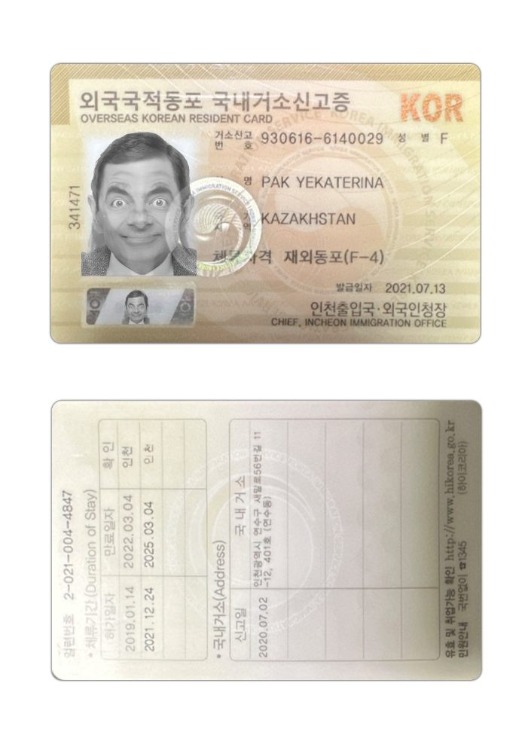 외국국적동포 국내거소신고증
OVERSEAS KOREAN RESIDENT CARD
KOR
거소신고번호 930616-6140029 성별 F
341471
명 PAK YEKATERINA
KAZAKHSTAN
체류자격 재외동포(F-4)
발급일자 2021.07.13
인천출입국·외국인청장
CHIEF, INCHEON IMMIGRATION OFFICE
일련번호 2-021-004-4847
* 체류기간(Duration of Stay)
허가일자 만료일자 확인
2019.01.14 2022.03.04 인천
2021.12.24 2025.03.04 인천
* 국내거소(Address)
신고일 국내거소
2020.07.02 인천광역시 연수구 새말로56번길 11
-12, 401호 (연수동)
유효 및 취업가능 확인 http://www.hikorea.go.kr
민원안내 국번없이 ☎1345 (하이코리아)